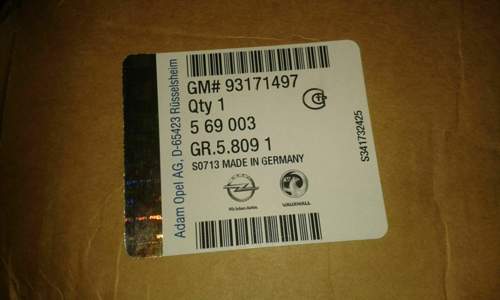 GM# 93171497
Qty 1
5 69 003
GR.5.809 1
S0713 MADE IN GERMANY
VAUXHALL
Adam Opel AG, D-65423 Rüsselsheim
S341732425